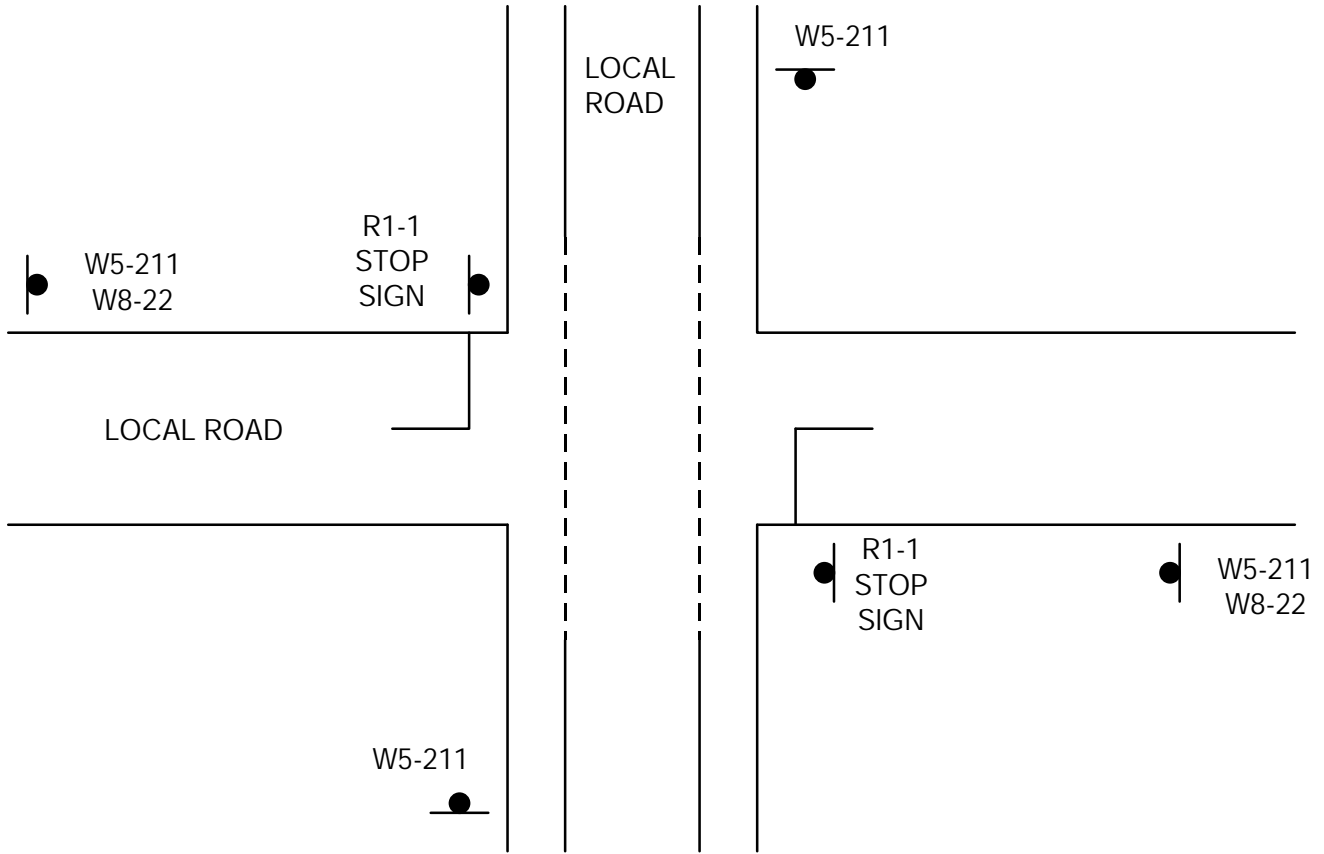 W5-211
LOCAL
ROAD
R1-1
STOP
SIGN
W5-211
W8-22
LOCAL ROAD
R1-1
STOP
SIGN
W5-211
W8-22
W5-211